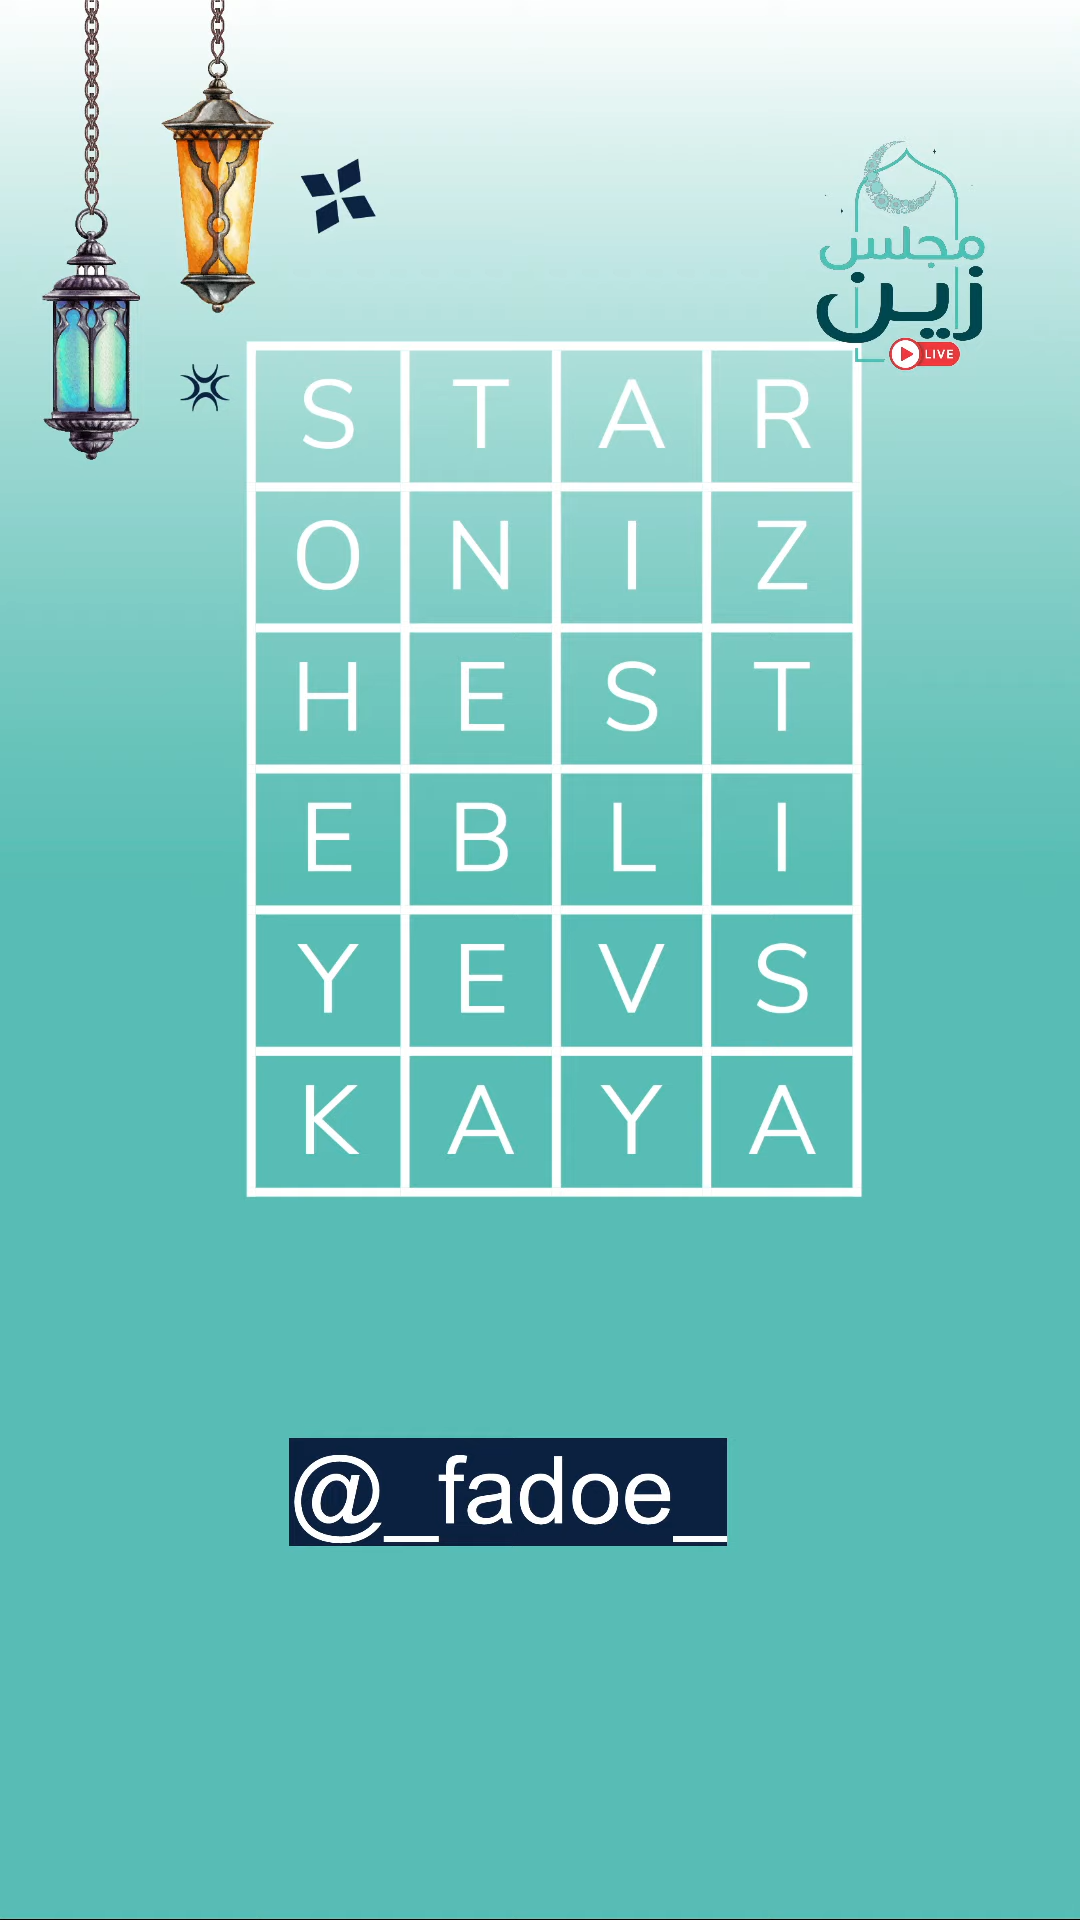 مجلس
زين
LIVE
S T A R
O N I Z
H E S T
E B L I
Y E V S
K A Y A
@_fadoe_